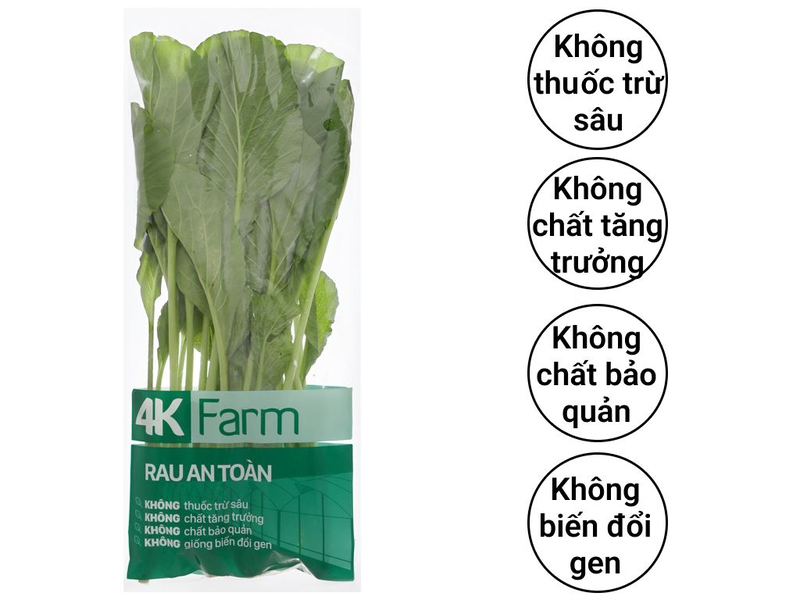 4K Farm
RAU AN TOÀN
KHÔNG thuốc trừ sâu
KHÔNG chất tăng trưởng
KHÔNG chất bảo quản
KHÔNG giống biến đổi gen
Không
thuốc trừ
sâu
Không
chất tăng
trưởng
Không
chất bảo
quản
Không
biến đổi
gen